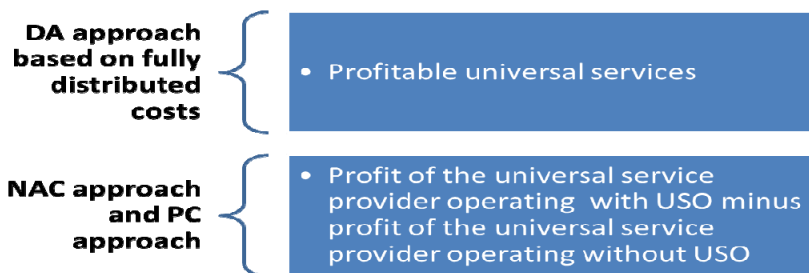 DA approach
based on fully
distributed
costs
• Profitable universal services
NAC approach
and PC
approach
• Profit of the universal service
provider operating with USO minus
profit of the universal service
provider operating without USO